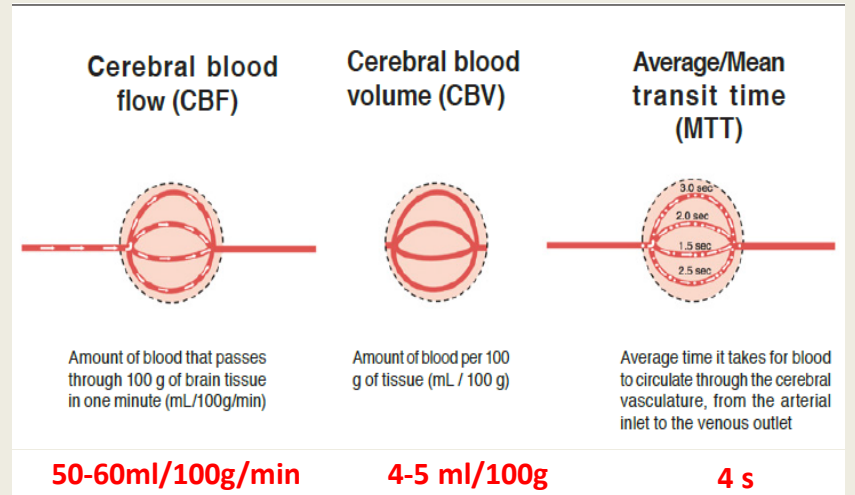 Cerebral blood
flow (CBF)
Cerebral blood
volume (CBV)
Average/Mean
transit time
(MTT)
3.0 sec
2.0 sec
1.5 sec
2.5 sec
Amount of blood that passes
through 100 g of brain tissue
in one minute (mL/100g/min)
Amount of blood per 100
g of tissue (mL / 100 g)
Average time it takes for blood
to circulate through the cerebral
vasculature, from the arterial
inlet to the venous outlet
50-60ml/100g/min
4-5 ml/100g
4 s